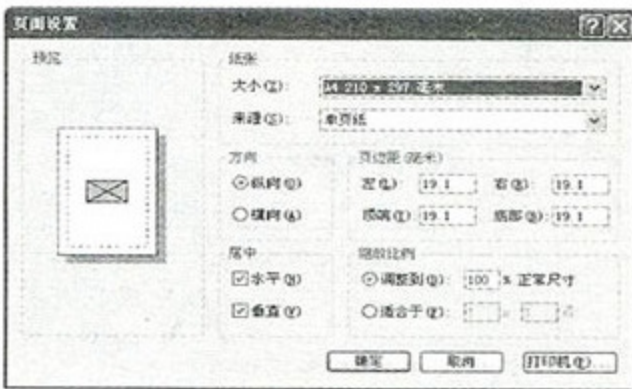 页面设置
预览
纸张
大小(Z): A4 210 x 297 毫米
来源(S): 单页纸
方向
纵向(O)
横向(A)
页边距(毫米)
左(L): 19.1 右(R): 19.1
顶端(T): 19.1 底部(B): 19.1
居中
水平(H)
垂直(V)
缩放比例
调整到(D): 100 % 正常尺寸
适合于(F):
确定 取消 打印机(P)...